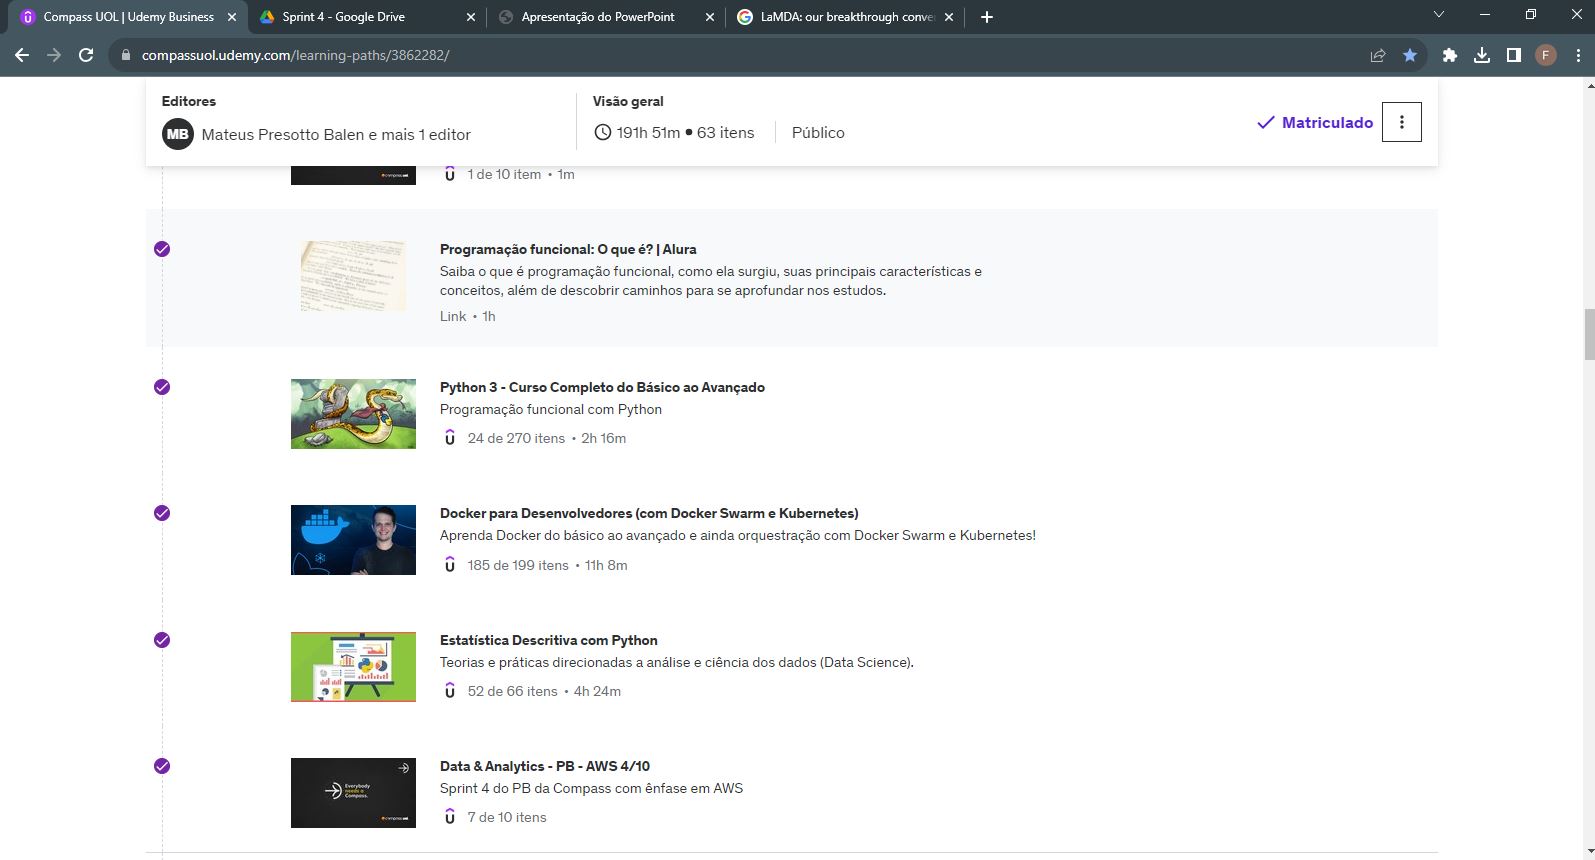 Compass UOL | Udemy Business
Sprint 4 - Google Drive
Apresentação do PowerPoint
LaMDA: our breakthrough conve
compassuol.udemy.com/learning-paths/3862282/
F
Editores
MB Mateus Presotto Balen e mais 1 editor
Visão geral
191h 51m • 63 itens
Público
Matriculado
1 de 10 item • 1m
Programação funcional: O que é? | Alura
Saiba o que é programação funcional, como ela surgiu, suas principais características e
conceitos, além de descobrir caminhos para se aprofundar nos estudos.
Link • 1h
Python 3 - Curso Completo do Básico ao Avançado
Programação funcional com Python
24 de 270 itens • 2h 16m
Docker para Desenvolvedores (com Docker Swarm e Kubernetes)
Aprenda Docker do básico ao avançado e ainda orquestração com Docker Swarm e Kubernetes!
185 de 199 itens • 11h 8m
Estatística Descritiva com Python
Teorias e práticas direcionadas a análise e ciência dos dados (Data Science).
52 de 66 itens • 4h 24m
Everybody
needs a
Compass.
compass uol
Data & Analytics - PB - AWS 4/10
Sprint 4 do PB da Compass com ênfase em AWS
7 de 10 itens